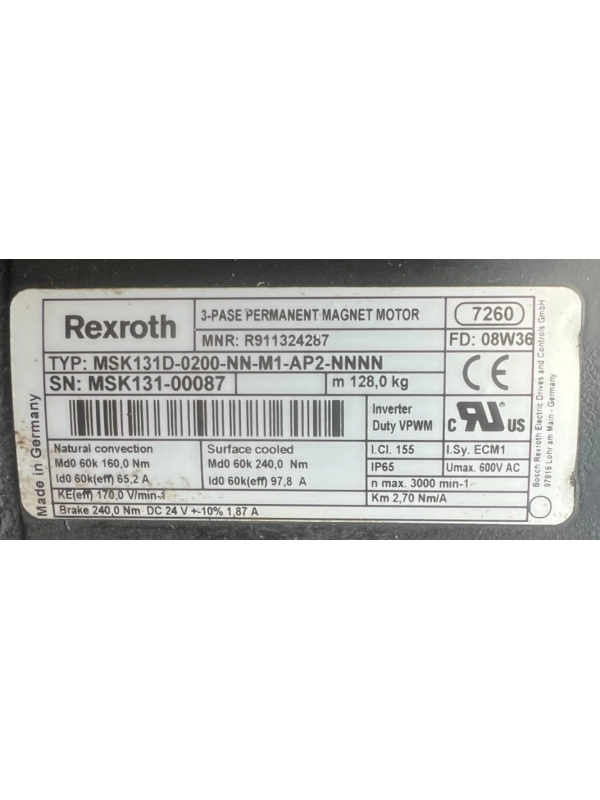 Rexroth
3-PASE PERMANENT MAGNET MOTOR
7260
MNR: R911324287
FD: 08W36
TYP: MSK131D-0200-NN-M1-AP2-NNNN
SN: MSK131-00087
m 128,0 kg
CE
Inverter
Duty VPWM
c RU US
Natural convection
Md0 60k 160,0 Nm
Id0 60k(eff) 65,2 A
Surface cooled
Md0 60k 240,0 Nm
Id0 60k(eff) 97,8 A
I.Cl. 155
I.Sy. ECM1
IP65
Umax. 600V AC
n max. 3000 min-1
KE(eff) 170,0 V/min-1
Km 2,70 Nm/A
Brake 240,0 Nm DC 24 V +-10% 1,87 A
Made in Germany
Bosch Rexroth Electric Drives and Controls GmbH
97816 Lohr am Main - Germany